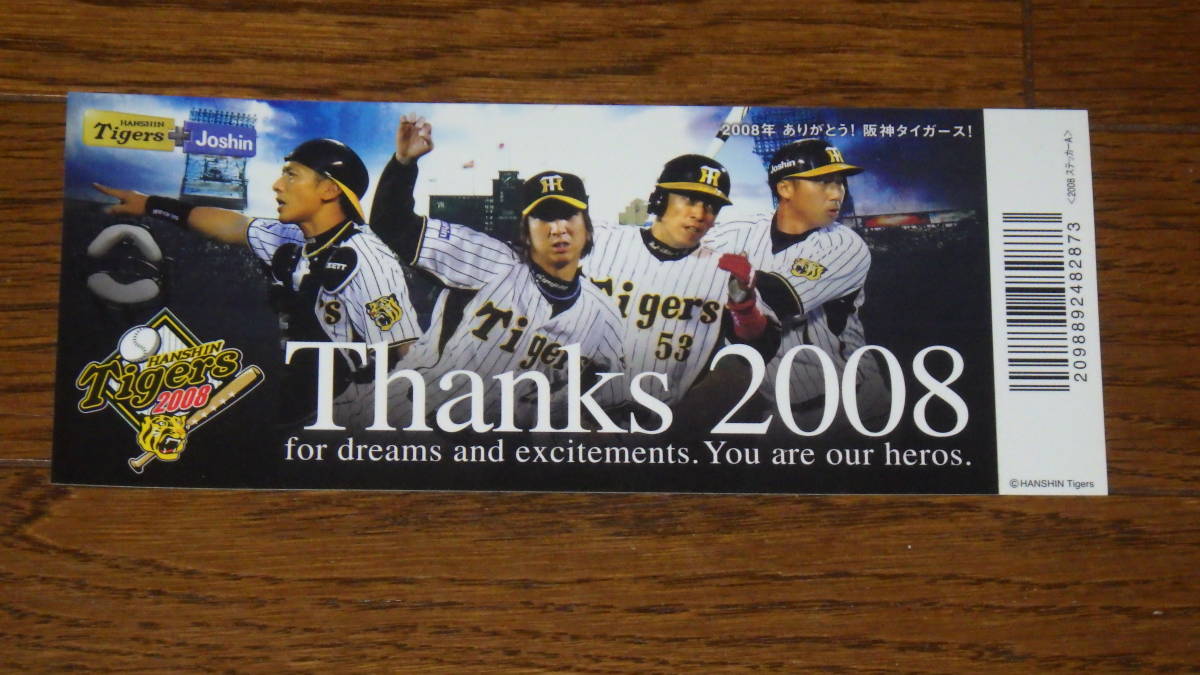 HANSHIN
Tigers
Joshin
2008年 ありがとう! 阪神タイガース!
Joshin
ZETT
Tigers
Tigers
53
HANSHIN
Tigers
2008
Thanks 2008
for dreams and excitements. You are our heros.
<2008 ステッカーA>
2098892482873
©HANSHIN Tigers